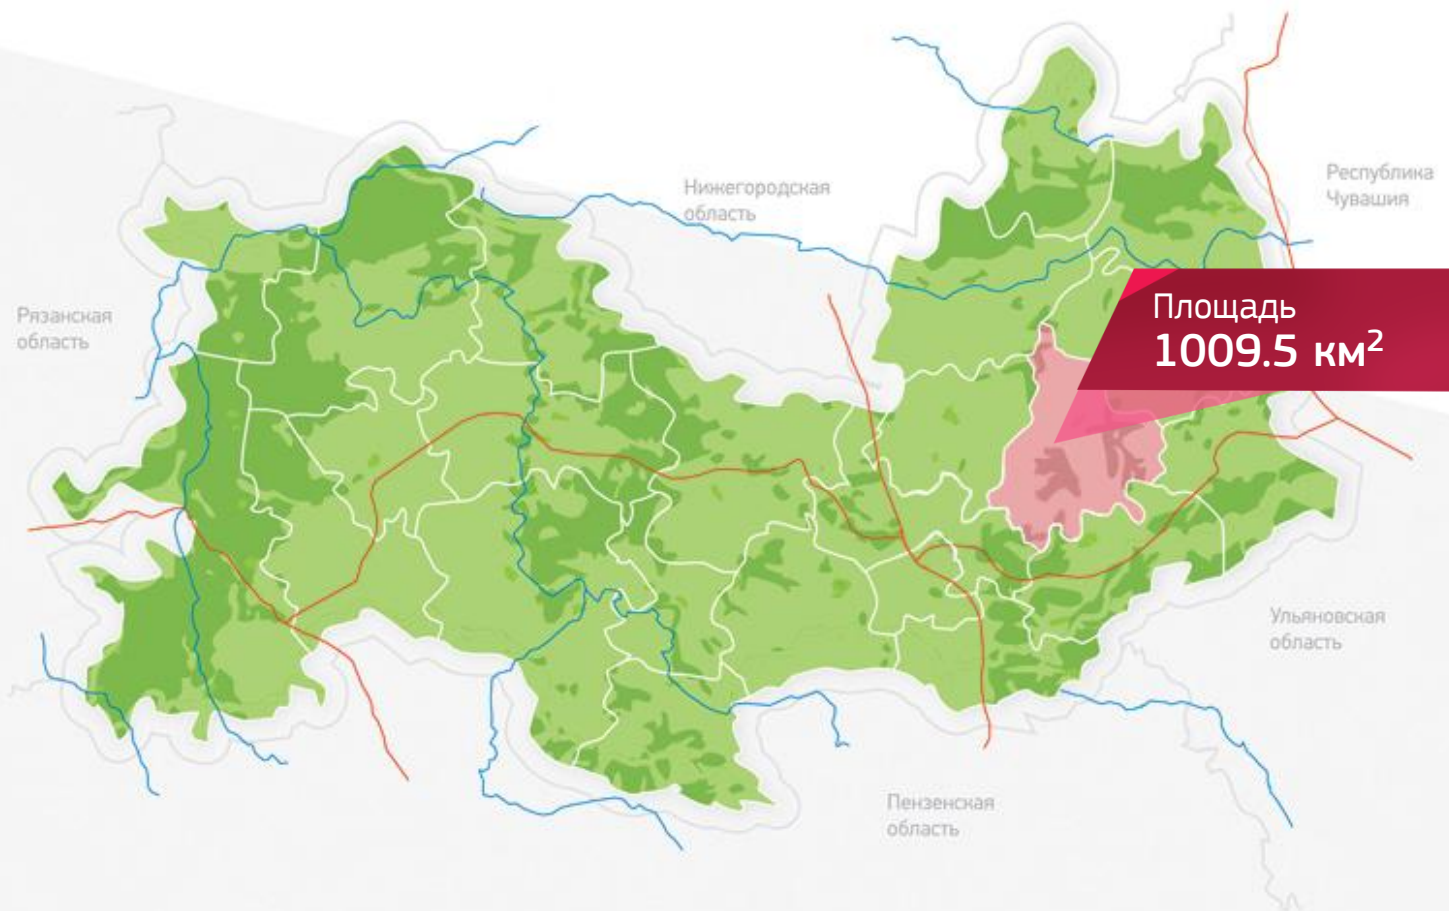 Нижегородская
область
Республика
Чувашия
Рязанская
область
Площадь
1009.5 км²
Ульяновская
область
Пензенская
область